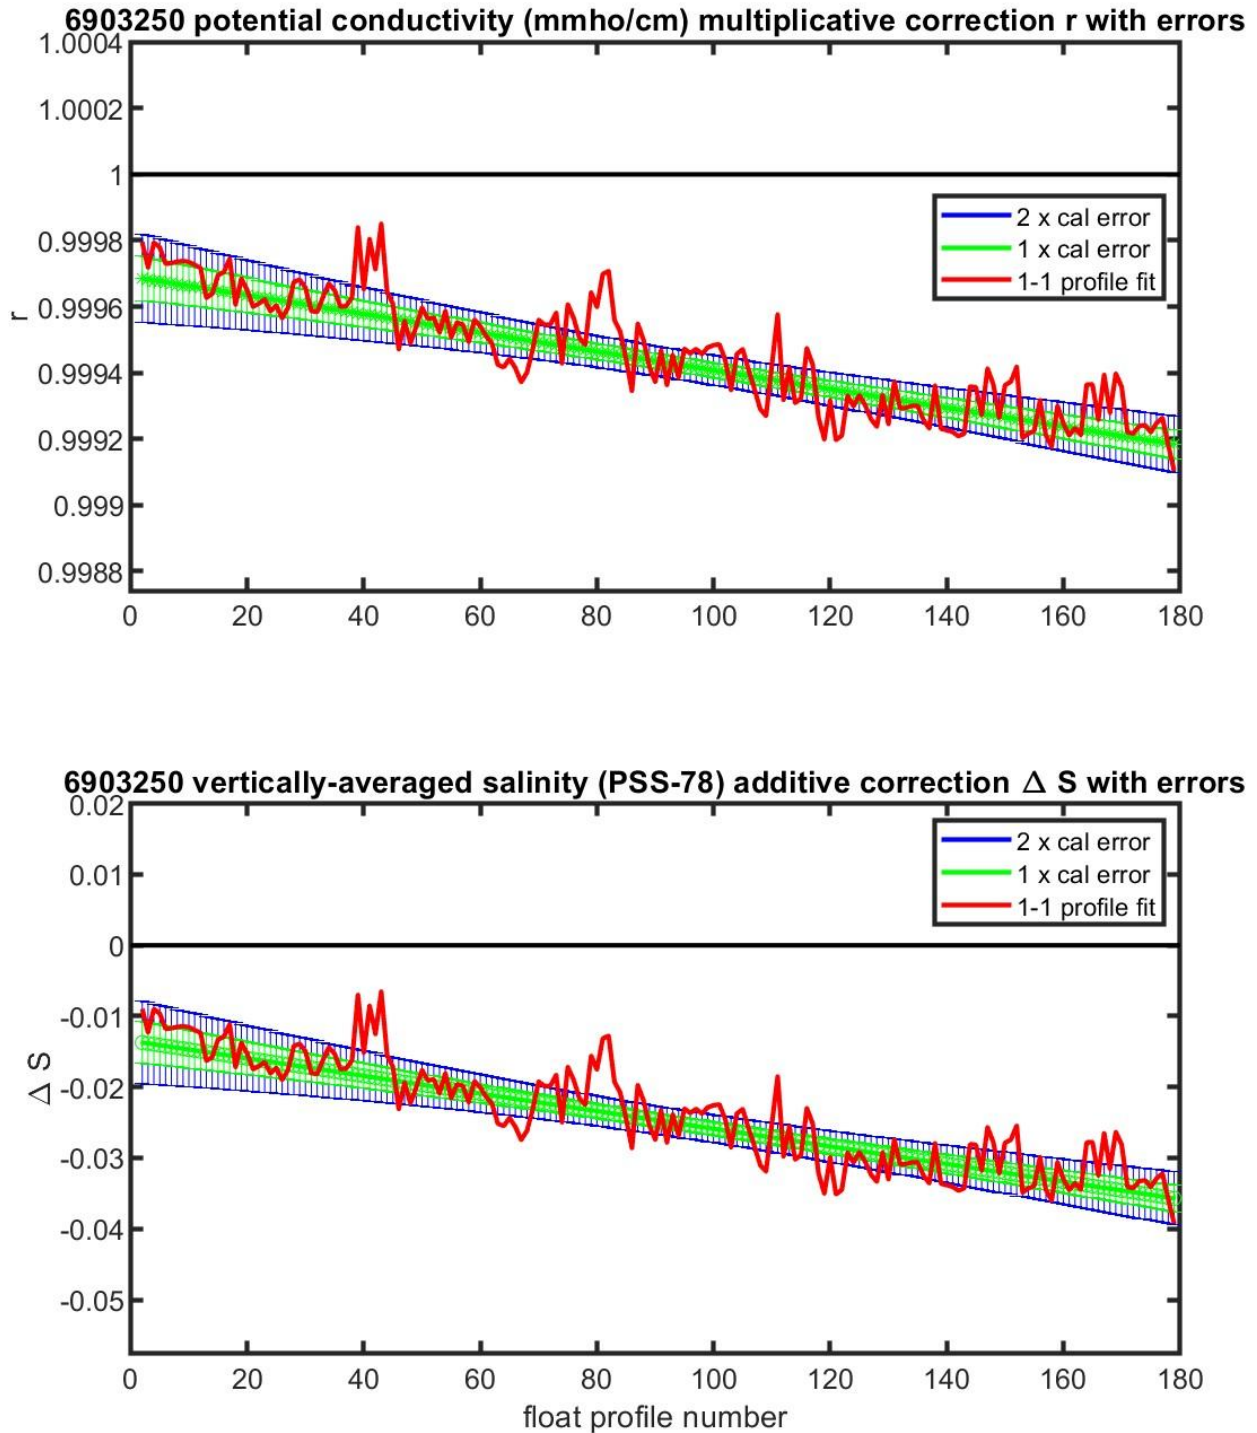 6903250 potential conductivity (mmho/cm) multiplicative correction r with errors
1.0004
1.0002
1
0.9998
0.9996
0.9994
0.9992
0.999
0.9988
r
2 x cal error
1 x cal error
1-1 profile fit
0 20 40 60 80 100 120 140 160 180
6903250 vertically-averaged salinity (PSS-78) additive correction Δ S with errors
0.02
0.01
0
-0.01
-0.02
-0.03
-0.04
-0.05
Δ S
2 x cal error
1 x cal error
1-1 profile fit
0 20 40 60 80 100 120 140 160 180
float profile number